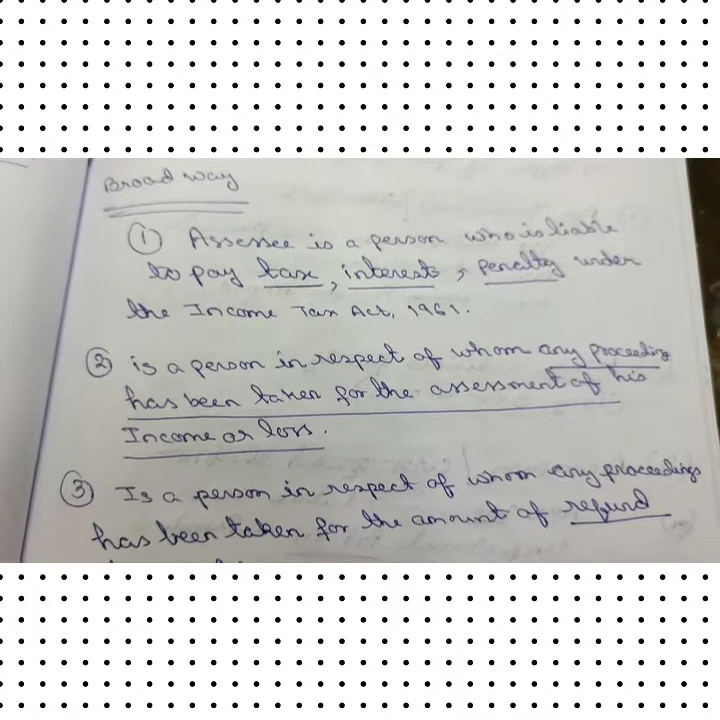 Broad way
① Assessee is a person who is liable
to pay tax, interest, penalty under
the Income Tax Act, 1961.
② is a person in respect of whom any proceeding
has been taken for the assessment of his
Income or loss.
③ Is a person in respect of whom any proceedings
has been taken for the amount of refund